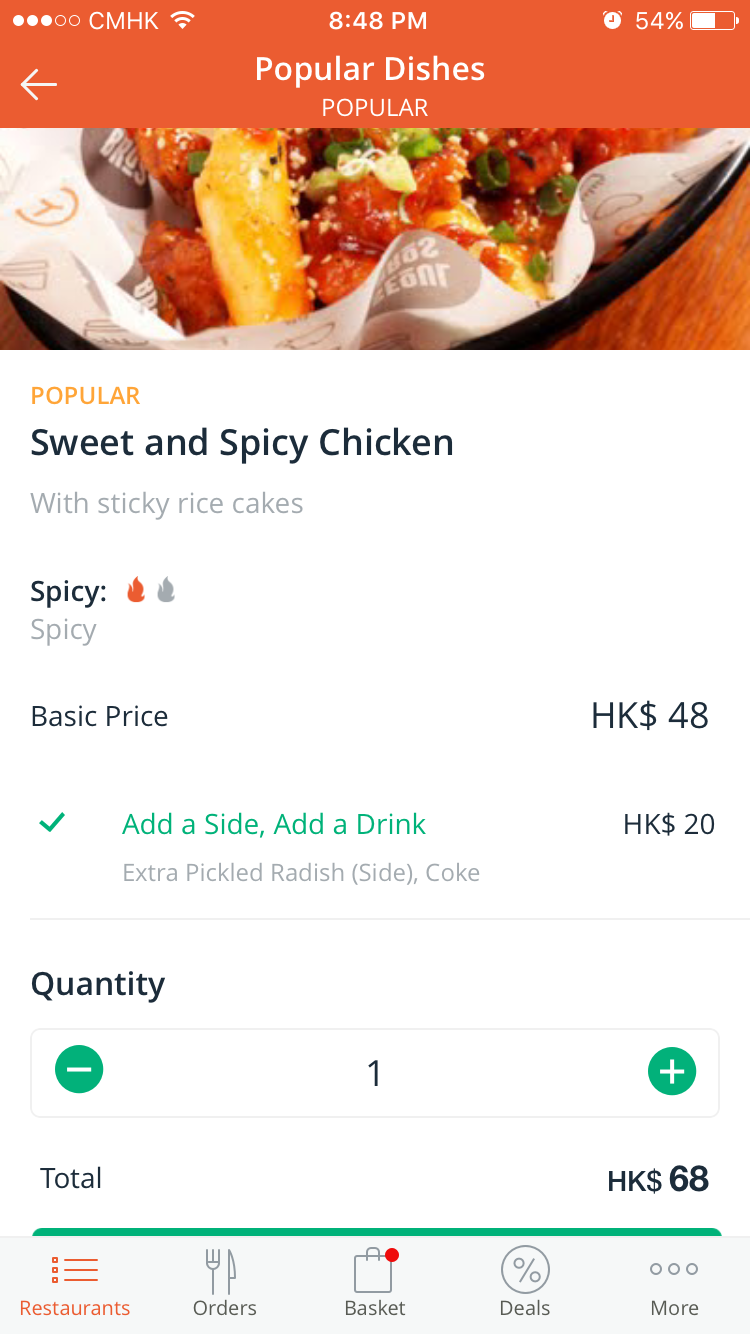 CMHK 8:48 PM 54%
Popular Dishes
POPULAR
BROS
POPULAR
Sweet and Spicy Chicken
With sticky rice cakes
Spicy:
Spicy
Basic Price HK$ 48
Add a Side, Add a Drink HK$ 20
Extra Pickled Radish (Side), Coke
Quantity
1
Total HK$ 68
Restaurants Orders Basket Deals More